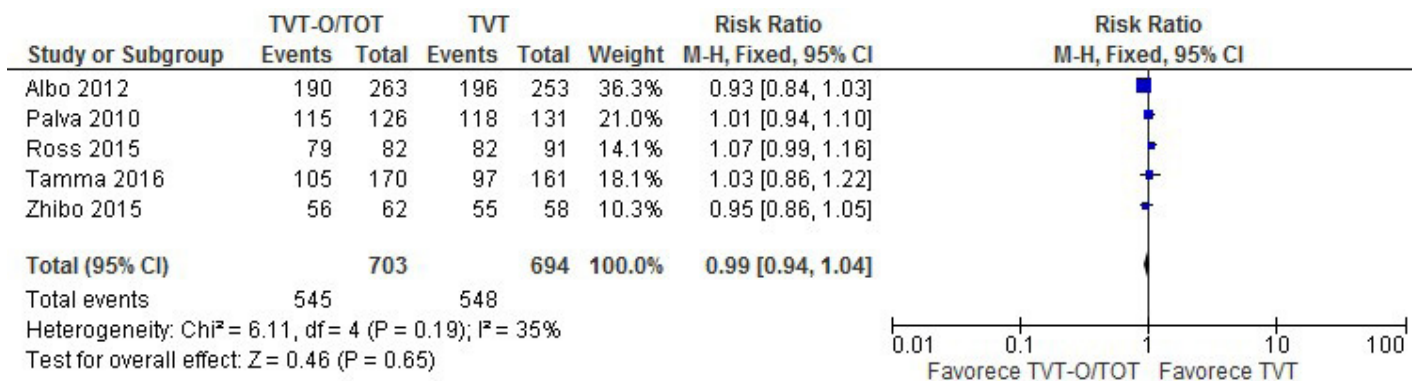 TVT-O/TOT TVT Risk Ratio Risk Ratio
Study or Subgroup Events Total Events Total Weight M-H, Fixed, 95% CI M-H, Fixed, 95% CI
Albo 2012 190 263 196 253 36.3% 0.93 [0.84, 1.03]
Palva 2010 115 126 118 131 21.0% 1.01 [0.94, 1.10]
Ross 2015 79 82 82 91 14.1% 1.07 [0.99, 1.16]
Tamma 2016 105 170 97 161 18.1% 1.03 [0.86, 1.22]
Zhibo 2015 56 62 55 58 10.3% 0.95 [0.86, 1.05]
Total (95% CI) 703 694 100.0% 0.99 [0.94, 1.04]
Total events 545 548
Heterogeneity: Chi² = 6.11, df = 4 (P = 0.19); I² = 35%
Test for overall effect: Z = 0.46 (P = 0.65)
0.01 0.1 1 10 100
Favorece TVT-O/TOT Favorece TVT